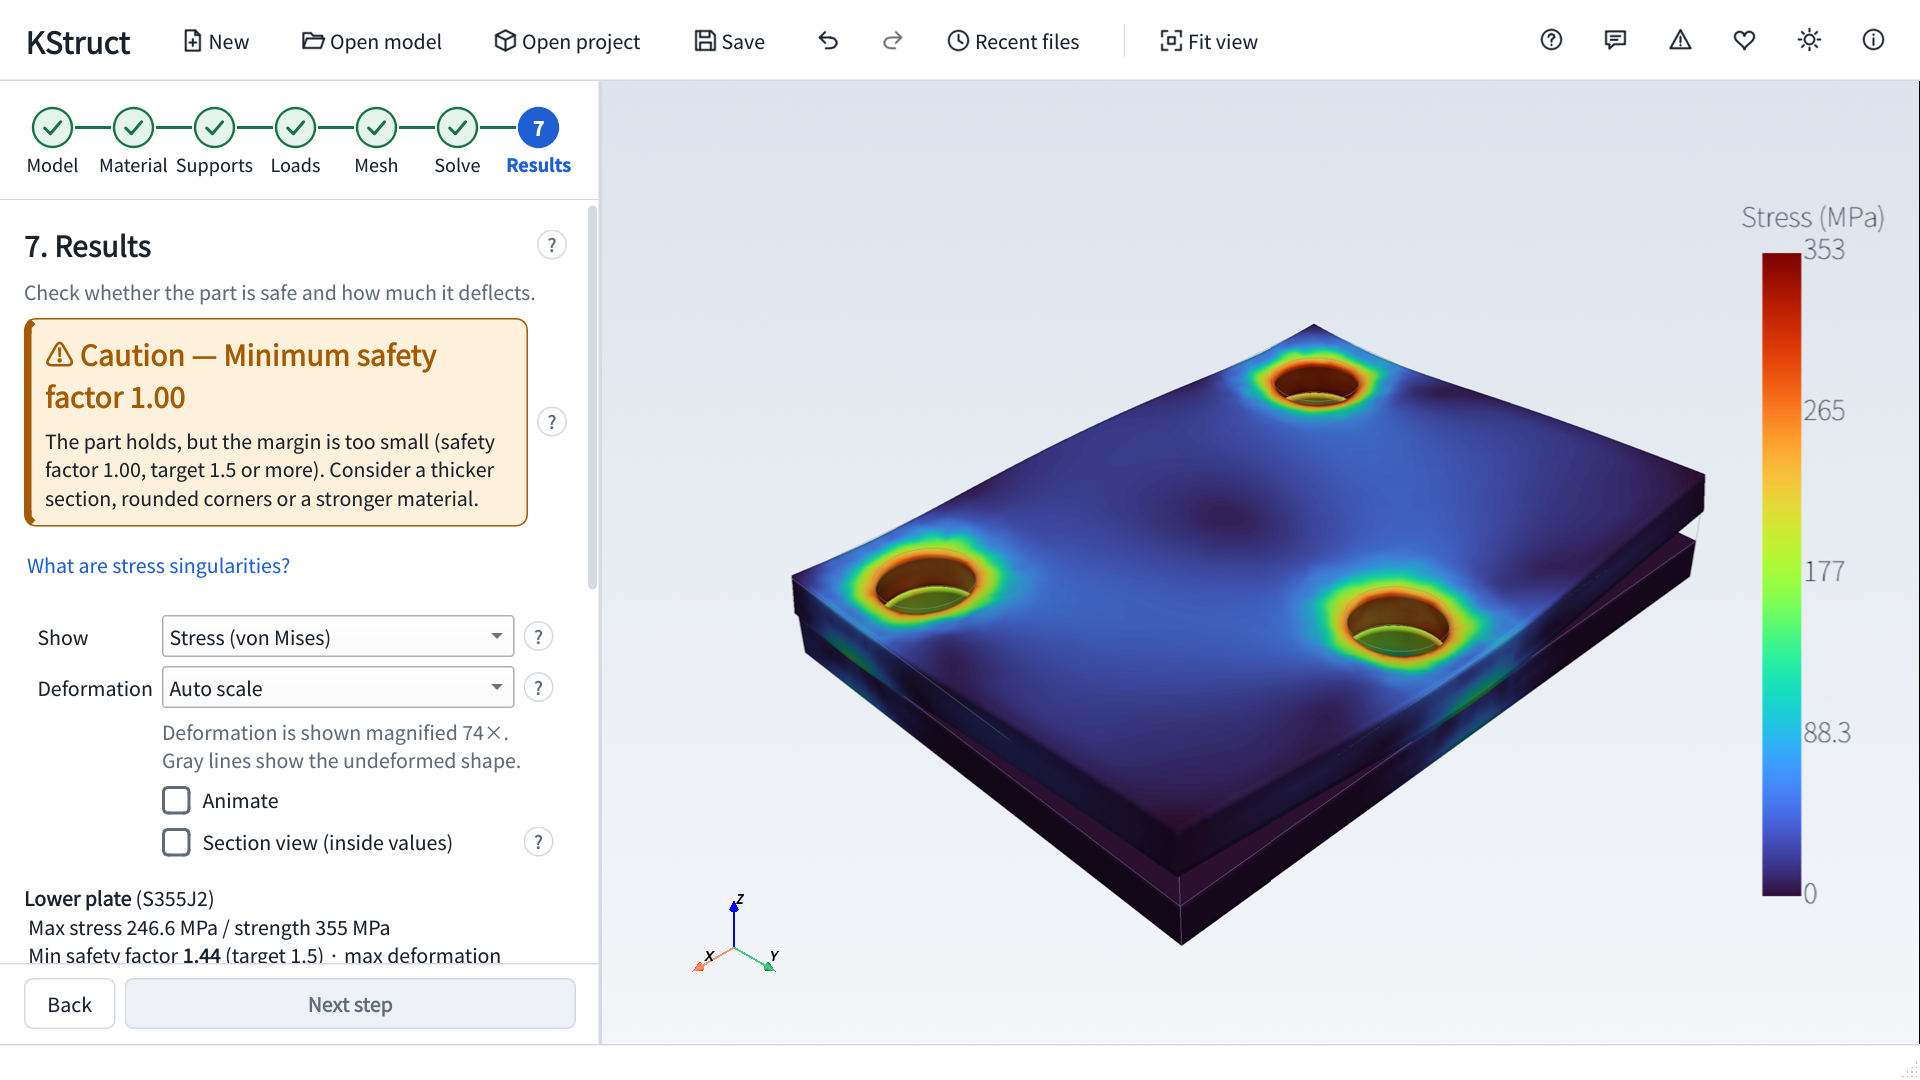 KStruct
New
Open model
Open project
Save
Recent files
Fit view
7
Model
Material
Supports
Loads
Mesh
Solve
Results
7. Results
?
Check whether the part is safe and how much it deflects.
Caution — Minimum safety
factor 1.00
The part holds, but the margin is too small (safety
factor 1.00, target 1.5 or more). Consider a thicker
section, rounded corners or a stronger material.
?
What are stress singularities?
Show
Stress (von Mises)
?
Deformation
Auto scale
?
Deformation is shown magnified 74×.
Gray lines show the undeformed shape.
Animate
Section view (inside values)
?
Lower plate (S355J2)
Max stress 246.6 MPa / strength 355 MPa
Min safety factor 1.44 (target 1.5) · max deformation
Back
Next step
Stress (MPa)
353
265
177
88.3
0
Z
X
Y